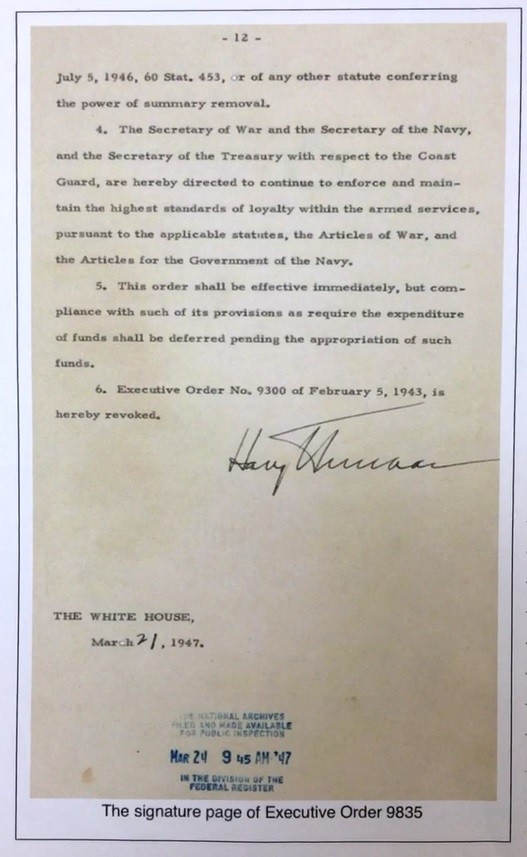 - 12 -
July 5, 1946, 60 Stat. 453, or of any other statute conferring
the power of summary removal.
4. The Secretary of War and the Secretary of the Navy,
and the Secretary of the Treasury with respect to the Coast
Guard, are hereby directed to continue to enforce and main-
tain the highest standards of loyalty within the armed services,
pursuant to the applicable statutes, the Articles of War, and
the Articles for the Government of the Navy.
5. This order shall be effective immediately, but com-
pliance with such of its provisions as require the expenditure
of funds shall be deferred pending the appropriation of such
funds.
6. Executive Order No. 9300 of February 5, 1943, is
hereby revoked.
Harry Truman
THE WHITE HOUSE,
March 21, 1947.
THE NATIONAL ARCHIVES
FILED AND MADE AVAILABLE
FOR PUBLIC INSPECTION
MAR 24 9 45 AM '47
IN THE DIVISION OF THE
FEDERAL REGISTER
The signature page of Executive Order 9835